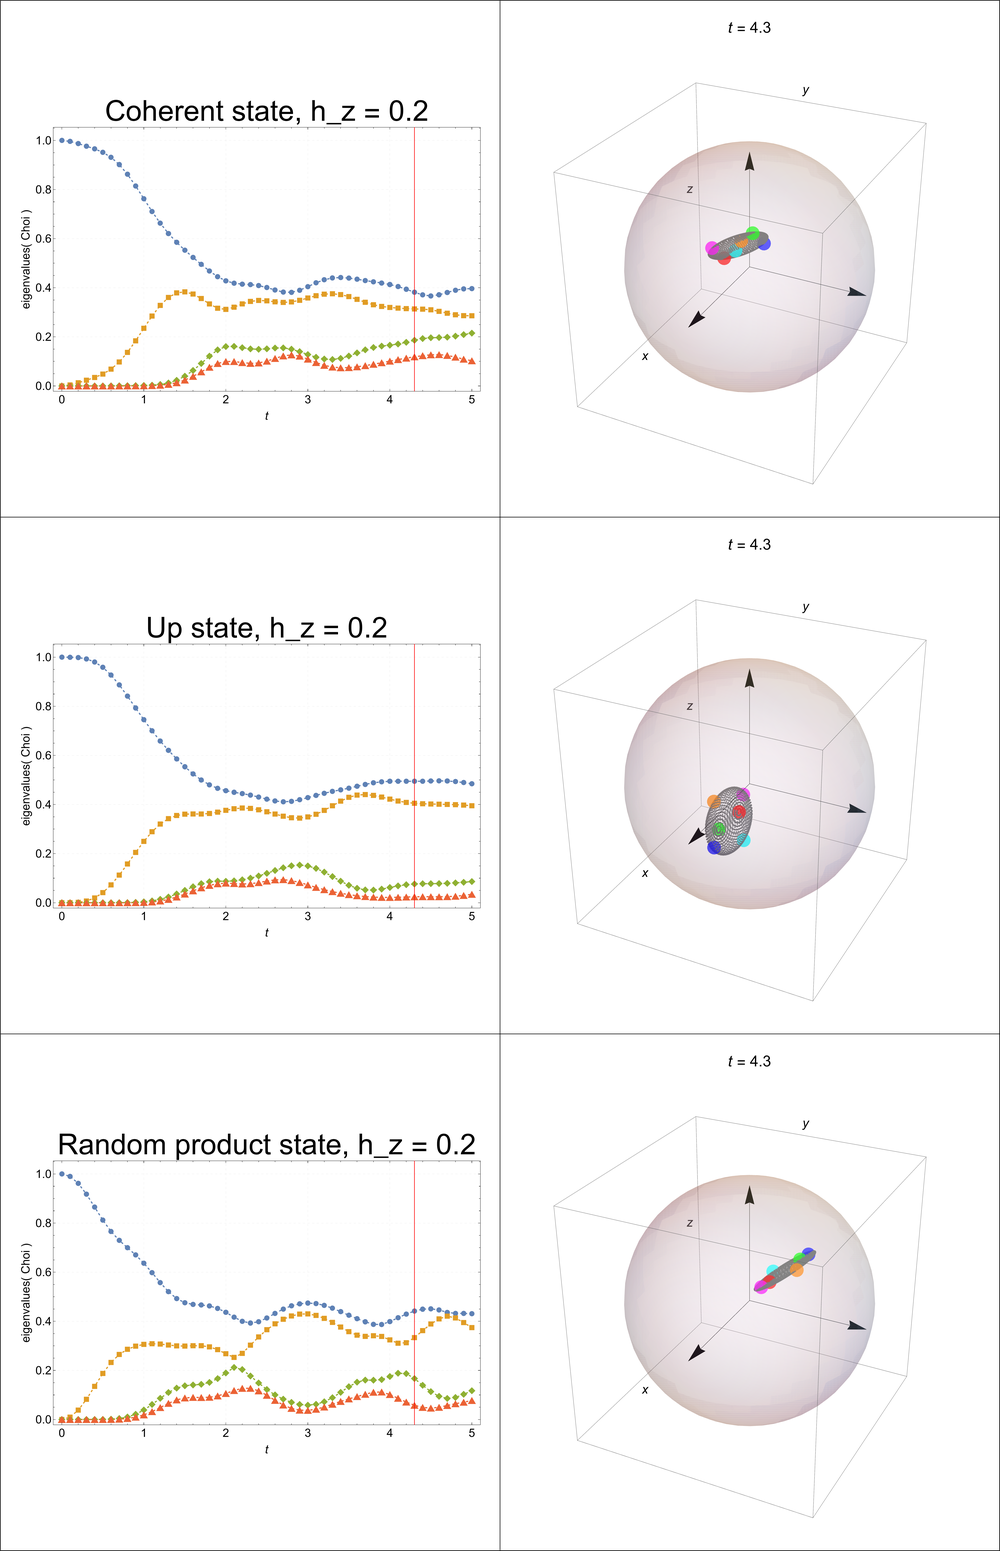 t = 4.3
Coherent state, h_z = 0.2
eigenvalues( Choi )
1.0
0.8
0.6
0.4
0.2
0.0
0 1 2 3 4 5
t
y
z
x
t = 4.3
Up state, h_z = 0.2
eigenvalues( Choi )
1.0
0.8
0.6
0.4
0.2
0.0
0 1 2 3 4 5
t
y
z
x
t = 4.3
Random product state, h_z = 0.2
eigenvalues( Choi )
1.0
0.8
0.6
0.4
0.2
0.0
0 1 2 3 4 5
t
y
z
x